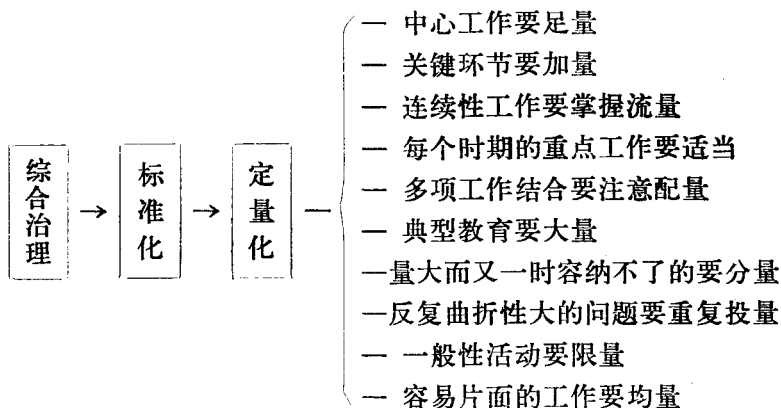 综合治理
标准化
定量化
— 中心工作要足量
— 关键环节要加量
— 连续性工作要掌握流量
— 每个时期的重点工作要适当
— 多项工作结合要注意配量
— 典型教育要大量
—量大而又一时容纳不了的要分量
—反复曲折性大的问题要重复投量
— 一般性活动要限量
— 容易片面的工作要均量